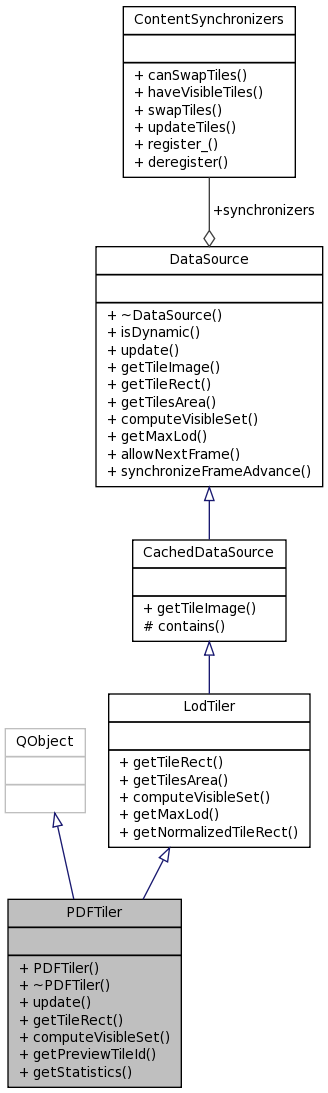 ContentSynchronizers
+ canSwapTiles()
+ haveVisibleTiles()
+ swapTiles()
+ updateTiles()
+ register_()
+ deregister()
+synchronizers
DataSource
+ ~DataSource()
+ isDynamic()
+ update()
+ getTileImage()
+ getTileRect()
+ getTilesArea()
+ computeVisibleSet()
+ getMaxLod()
+ allowNextFrame()
+ synchronizeFrameAdvance()
CachedDataSource
+ getTileImage()
# contains()
LodTiler
+ getTileRect()
+ getTilesArea()
+ computeVisibleSet()
+ getMaxLod()
+ getNormalizedTileRect()
QObject
PDFTiler
+ PDFTiler()
+ ~PDFTiler()
+ update()
+ getTileRect()
+ computeVisibleSet()
+ getPreviewTileId()
+ getStatistics()